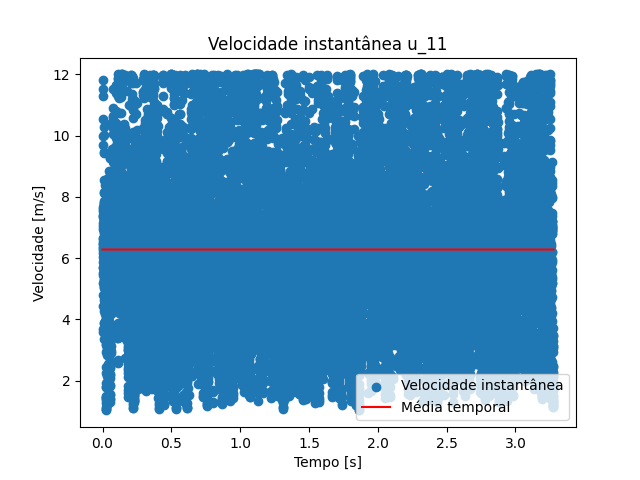 Velocidade instantânea u_11
12
10
8
6
4
2
Velocidade [m/s]
0.0 0.5 1.0 1.5 2.0 2.5 3.0
Tempo [s]
Velocidade instantânea
Média temporal